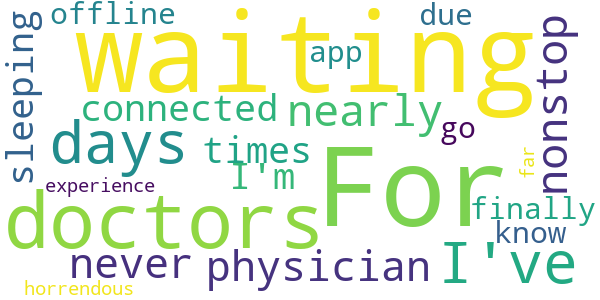 offline
due
waiting
sleeping
app
nonstop
connected
nearly
days
times
go
I'm
For
far
experience
doctors
finally
know
never
physician
I've
horrendous